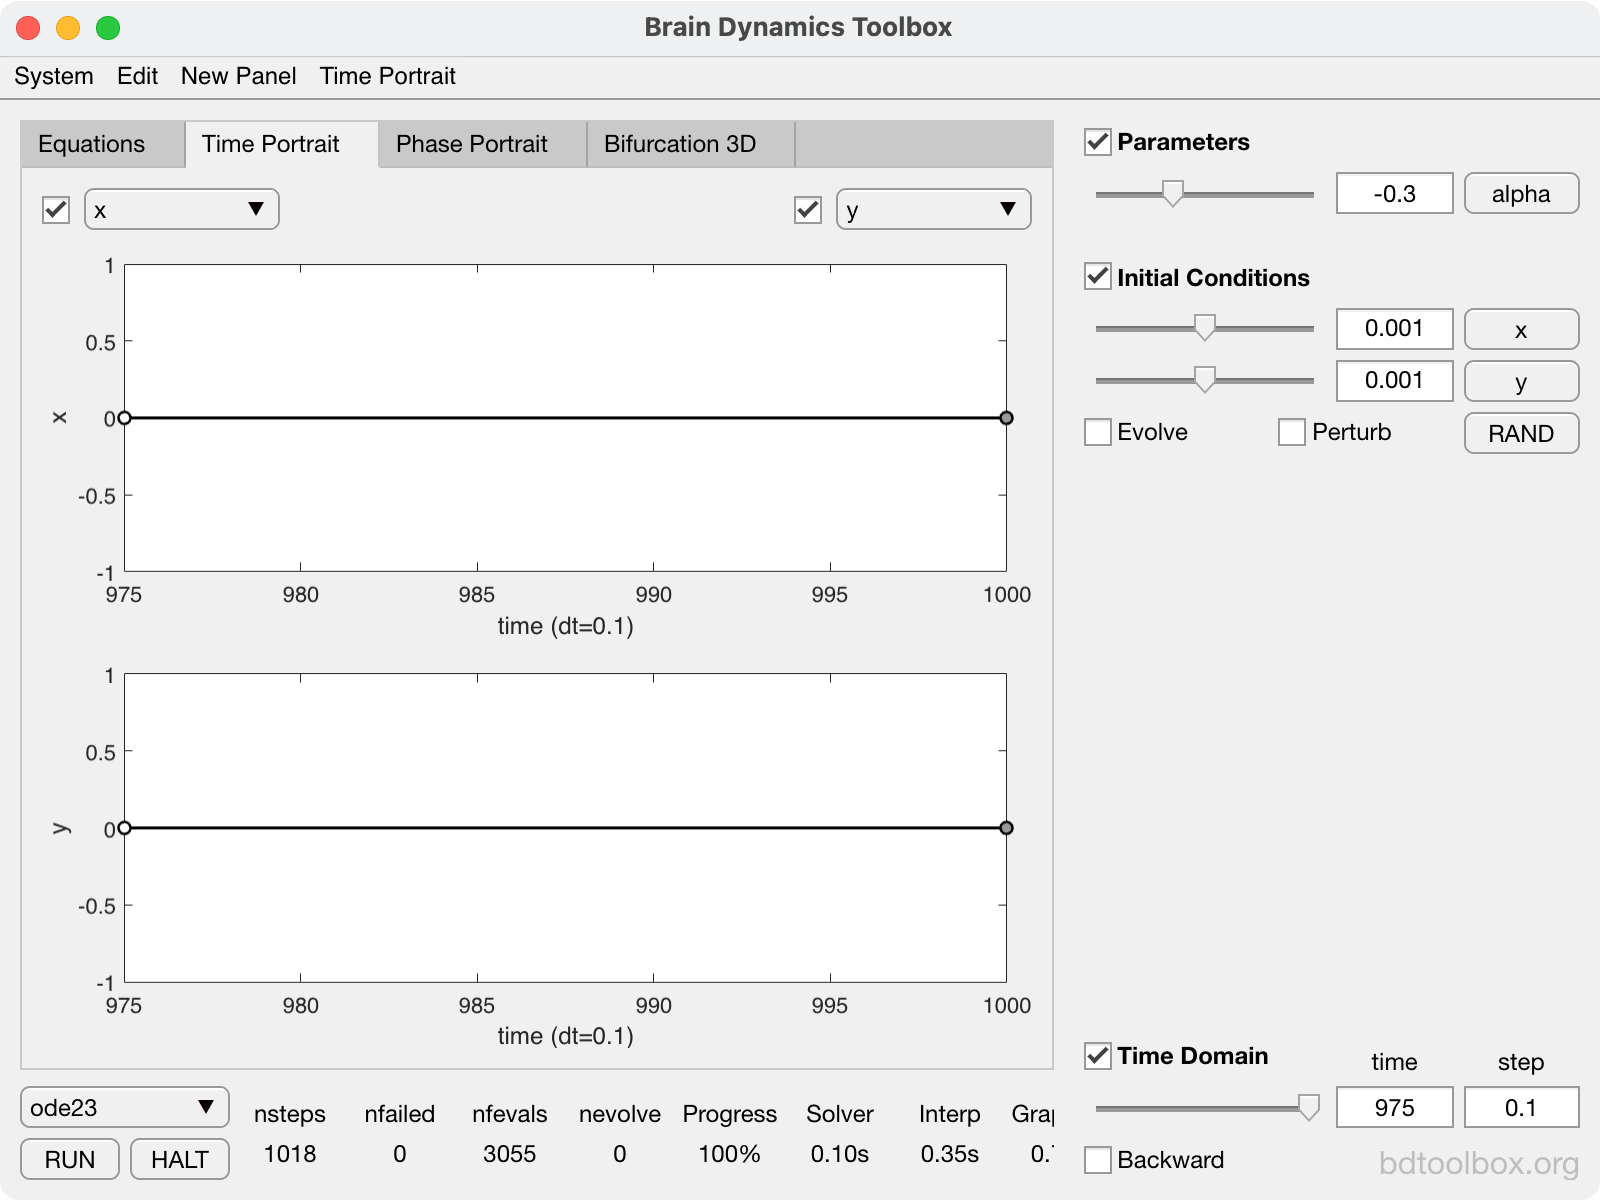 Brain Dynamics Toolbox
System Edit New Panel Time Portrait
Equations Time Portrait Phase Portrait Bifurcation 3D
x y
1
0.5
0
-0.5
-1
x
975 980 985 990 995 1000
time (dt=0.1)
1
0.5
0
-0.5
-1
y
975 980 985 990 995 1000
time (dt=0.1)
Parameters
-0.3 alpha
Initial Conditions
0.001 x
0.001 y
Evolve Perturb RAND
Time Domain time step
975 0.1
Backward
ode23
RUN HALT
nsteps nfailed nfevals nevolve Progress Solver Interp
1018 0 3055 0 100% 0.10s 0.35s
bdtoolbox.org